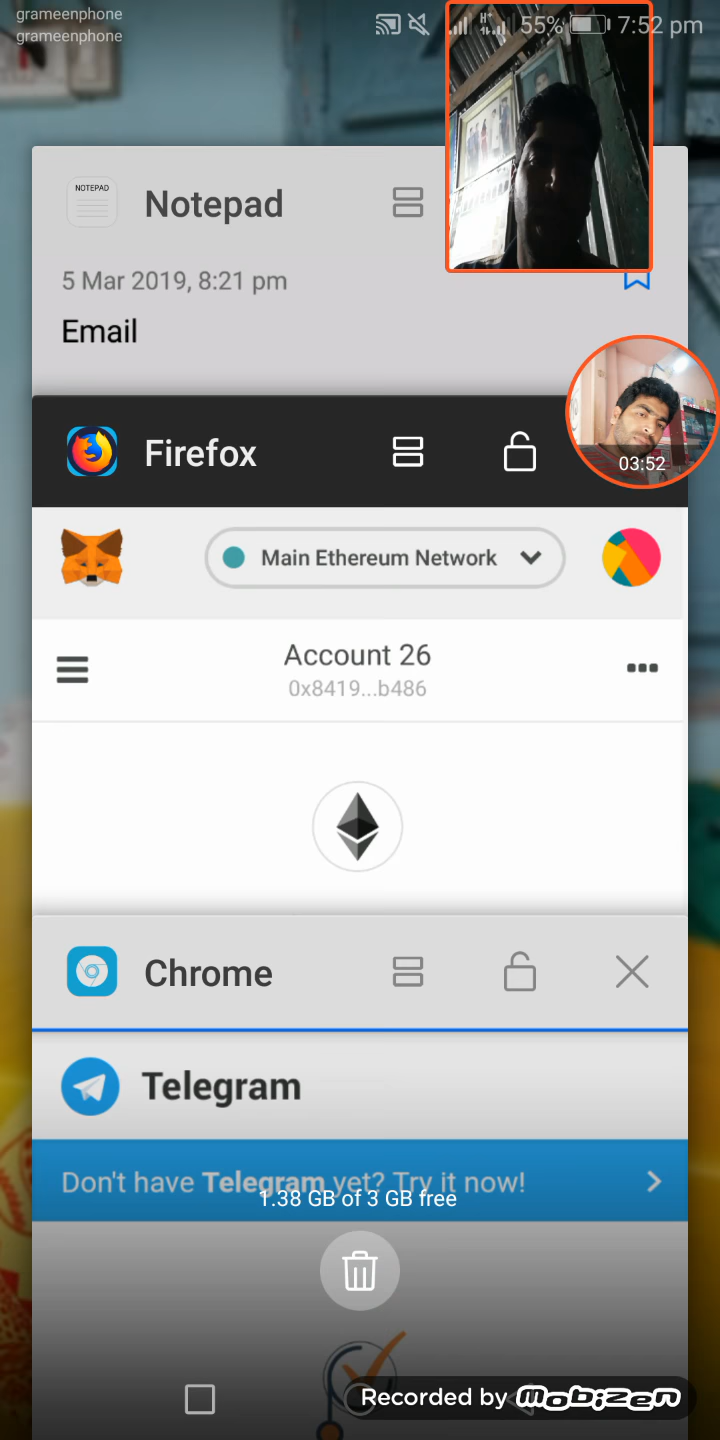 grameenphone
grameenphone
H+
55%
7:52 pm
NOTEPAD
Notepad
5 Mar 2019, 8:21 pm
Email
Firefox
03:52
Main Ethereum Network
Account 26
0x8419...b486
Chrome
Telegram
Don't have Telegram yet? Try it now!
1.38 GB of 3 GB free
Recorded by mobizen